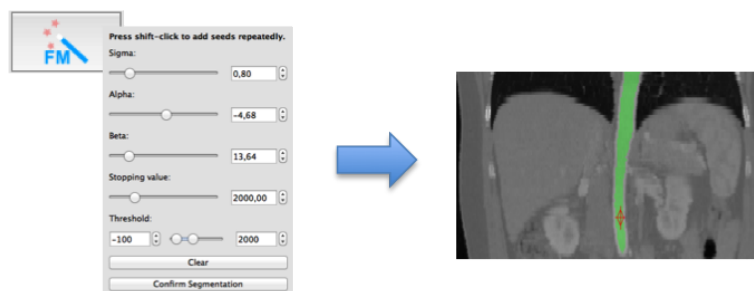 FM
Press shift-click to add seeds repeatedly.
Sigma:
0,80
Alpha:
-4,68
Beta:
13,64
Stopping value:
2000,00
Threshold:
-100 2000
Clear
Confirm Segmentation